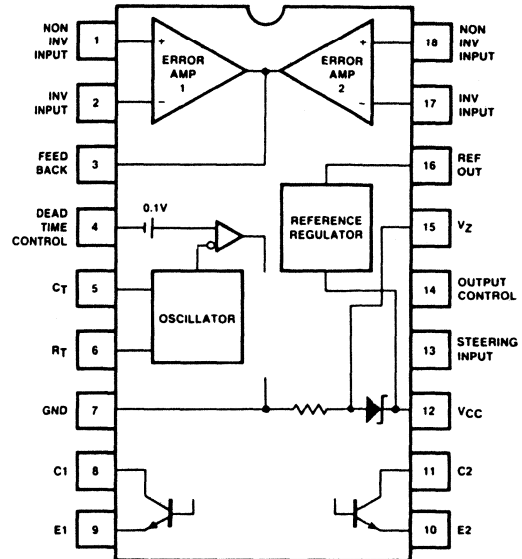 NON
INV
INPUT
1
+
ERROR
AMP
1
ERROR
AMP
2
+
18
NON
INV
INPUT
INV
INPUT
2
−
−
17
INV
INPUT
FEED
BACK
3
16
REF
OUT
DEAD
TIME
CONTROL
4
0.1V
REFERENCE
REGULATOR
15
VZ
CT
5
OSCILLATOR
14
OUTPUT
CONTROL
RT
6
13
STEERING
INPUT
GND
7
12
VCC
C1
8
11
C2
E1
9
10
E2